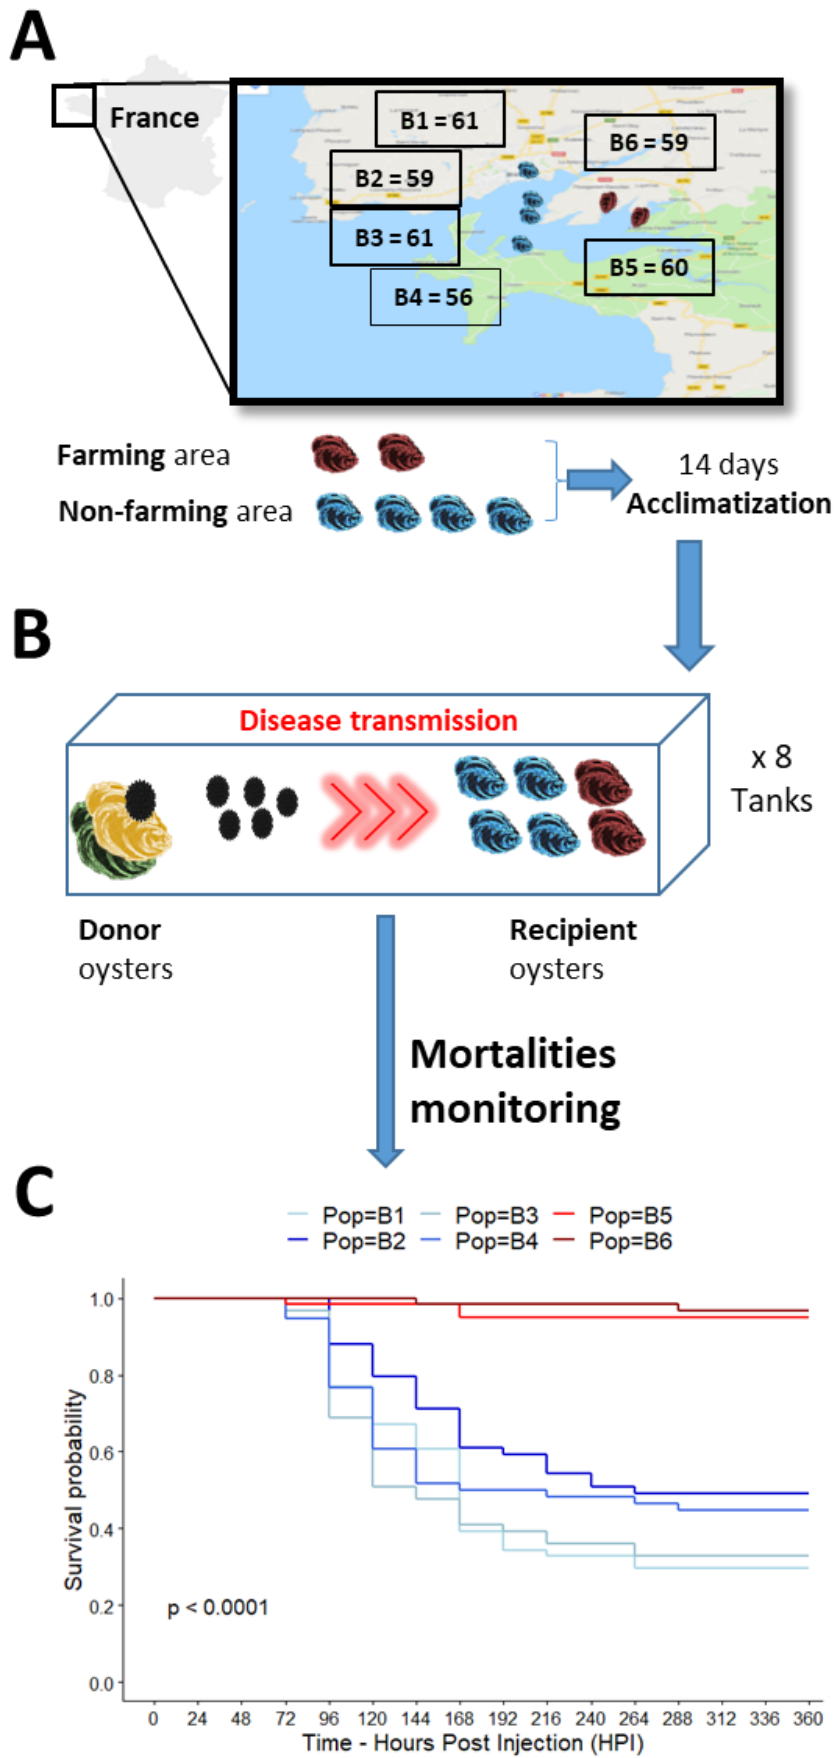 A
France
B1 = 61
B6 = 59
B2 = 59
B3 = 61
B5 = 60
B4 = 56
Farming area
Non-farming area
14 days
Acclimatization
B
Disease transmission
x 8
Tanks
Donor
oysters
Recipient
oysters
Mortalities
monitoring
C
Pop=B1 Pop=B3 Pop=B5
Pop=B2 Pop=B4 Pop=B6
Survival probability
1.0
0.8
0.6
0.4
0.2
0.0
p < 0.0001
0 24 48 72 96 120 144 168 192 216 240 264 288 312 336 360
Time - Hours Post Injection (HPI)